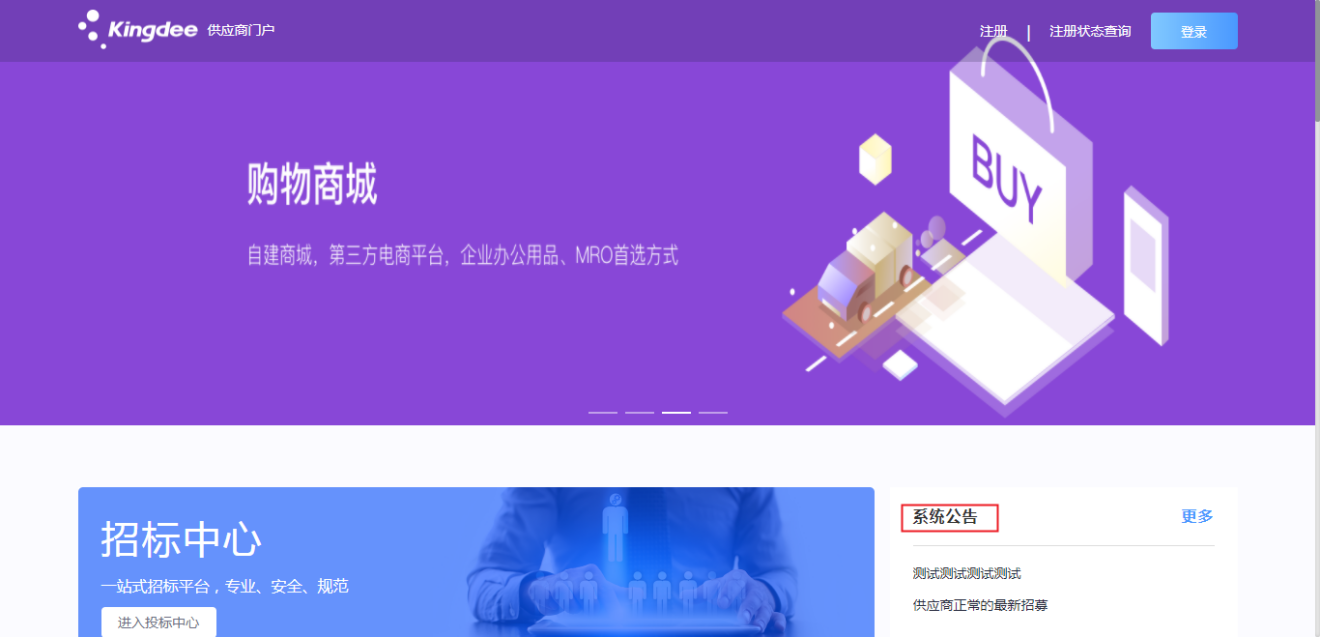 Kingdee 供应商门户
注册 | 注册状态查询 登录
购物商城
自建商城，第三方电商平台，企业办公用品、MRO首选方式
BUY
招标中心
一站式招标平台，专业、安全、规范
进入投标中心
系统公告 更多
测试测试测试测试
供应商正常的最新招募